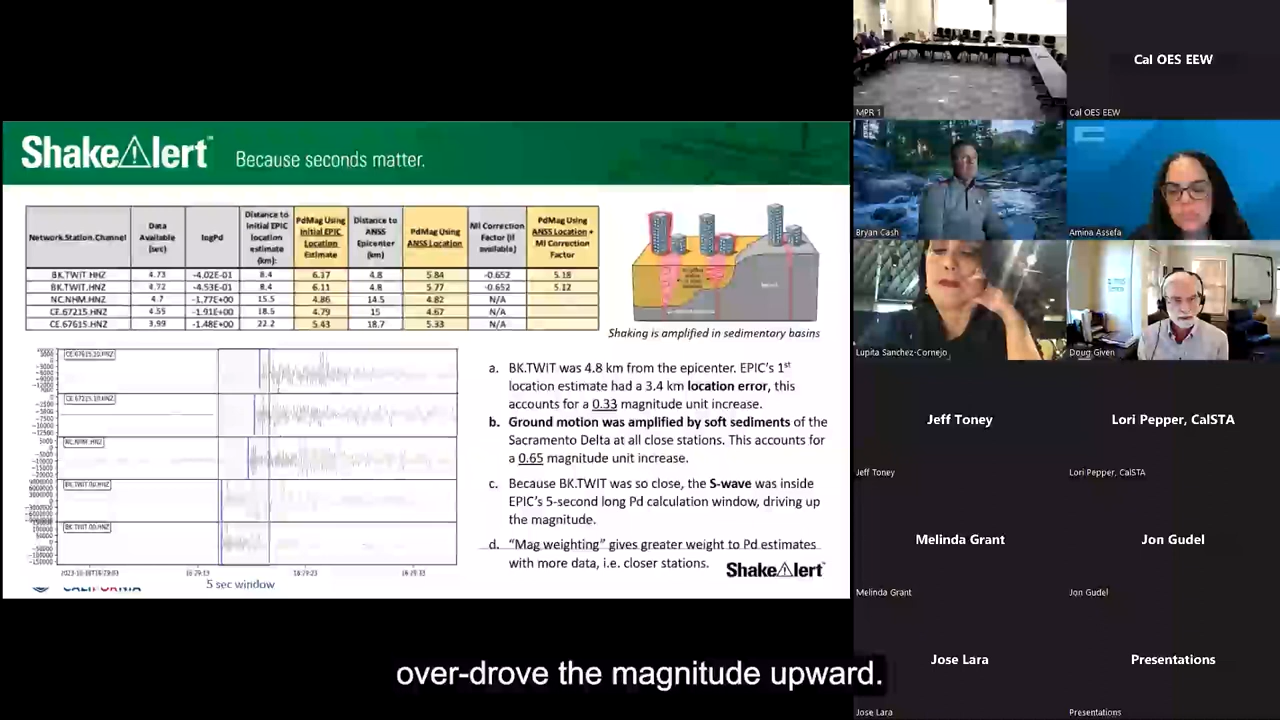 ShakeAlert™ Because seconds matter.
Network.Station.Channel Data Available (sec) logPd Distance to Initial EPIC location estimate (km): PdMag Using Initial EPIC Location Estimate Distance to ANSS Epicenter (km) PdMag Using ANSS Location Ml Correction Factor (if available) PdMag Using ANSS Location + Ml Correction Factor
BK.TWIT.HHZ 4.73 -4.02E-01 8.4 6.17 4.8 5.84 -0.652 5.18
BK.TWIT.HNZ 4.72 -4.53E-01 8.4 6.11 4.8 5.77 -0.652 5.12
NC.NHM.HNZ 4.7 -1.77E+00 15.5 4.86 14.5 4.82 N/A
CE.67215.HNZ 4.55 -1.91E+00 18.5 4.79 15 4.67 N/A
CE.67615.HNZ 3.99 -1.48E+00 22.2 5.43 18.7 5.33 N/A
Shaking is amplified in sedimentary basins
CE.67615.10.HNZ
CE.67215.10.HNZ
5 sec window
CALIFORNIA
a. BK.TWIT was 4.8 km from the epicenter. EPIC's 1st
location estimate had a 3.4 km location error, this
accounts for a 0.33 magnitude unit increase.
b. Ground motion was amplified by soft sediments of the
Sacramento Delta at all close stations. This accounts for
a 0.65 magnitude unit increase.
c. Because BK.TWIT was so close, the S-wave was inside
EPIC's 5-second long Pd calculation window, driving up
the magnitude.
d. "Mag weighting" gives greater weight to Pd estimates
with more data, i.e. closer stations.
ShakeAlert™
over-drove the magnitude upward.
MPR 1
Cal OES EEW
Cal OES EEW
Bryan Cash
Amina Assefa
Lupita Sanchez-Cornejo
Doug Given
Jeff Toney
Lori Pepper, CalSTA
Jeff Toney
Lori Pepper, CalSTA
Melinda Grant
Jon Gudel
Melinda Grant
Jon Gudel
Jose Lara
Presentations
Jose Lara
Presentations